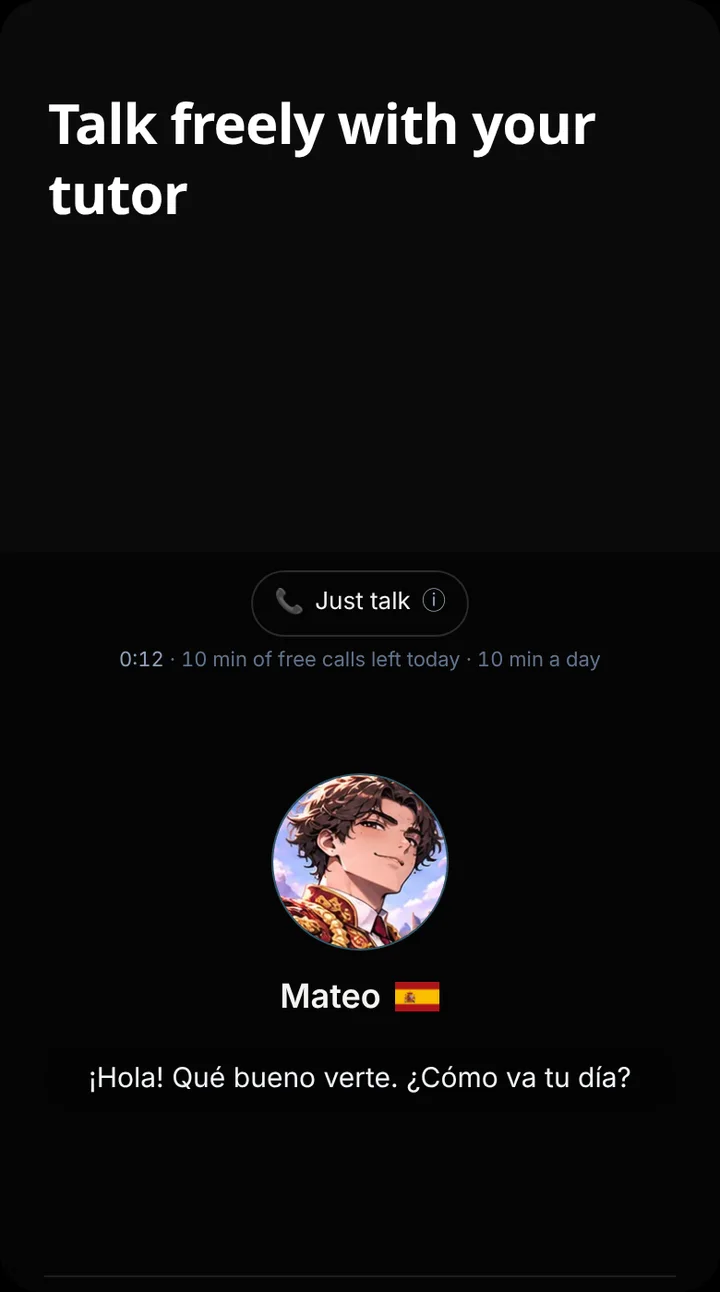 Talk freely with your
tutor
Just talk
0:12 · 10 min of free calls left today · 10 min a day
Mateo
¡Hola! Qué bueno verte. ¿Cómo va tu día?